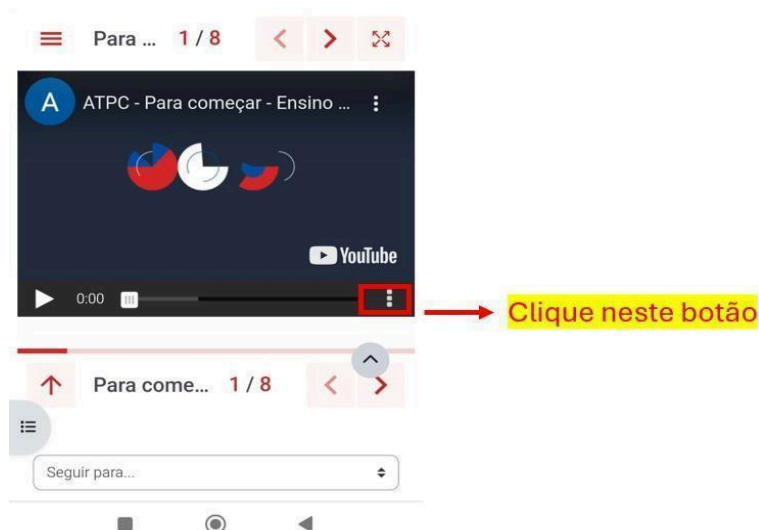 Para ... 1 / 8
A ATPC - Para começar - Ensino ...
YouTube
0:00
Clique neste botão
Para come... 1 / 8
Seguir para...